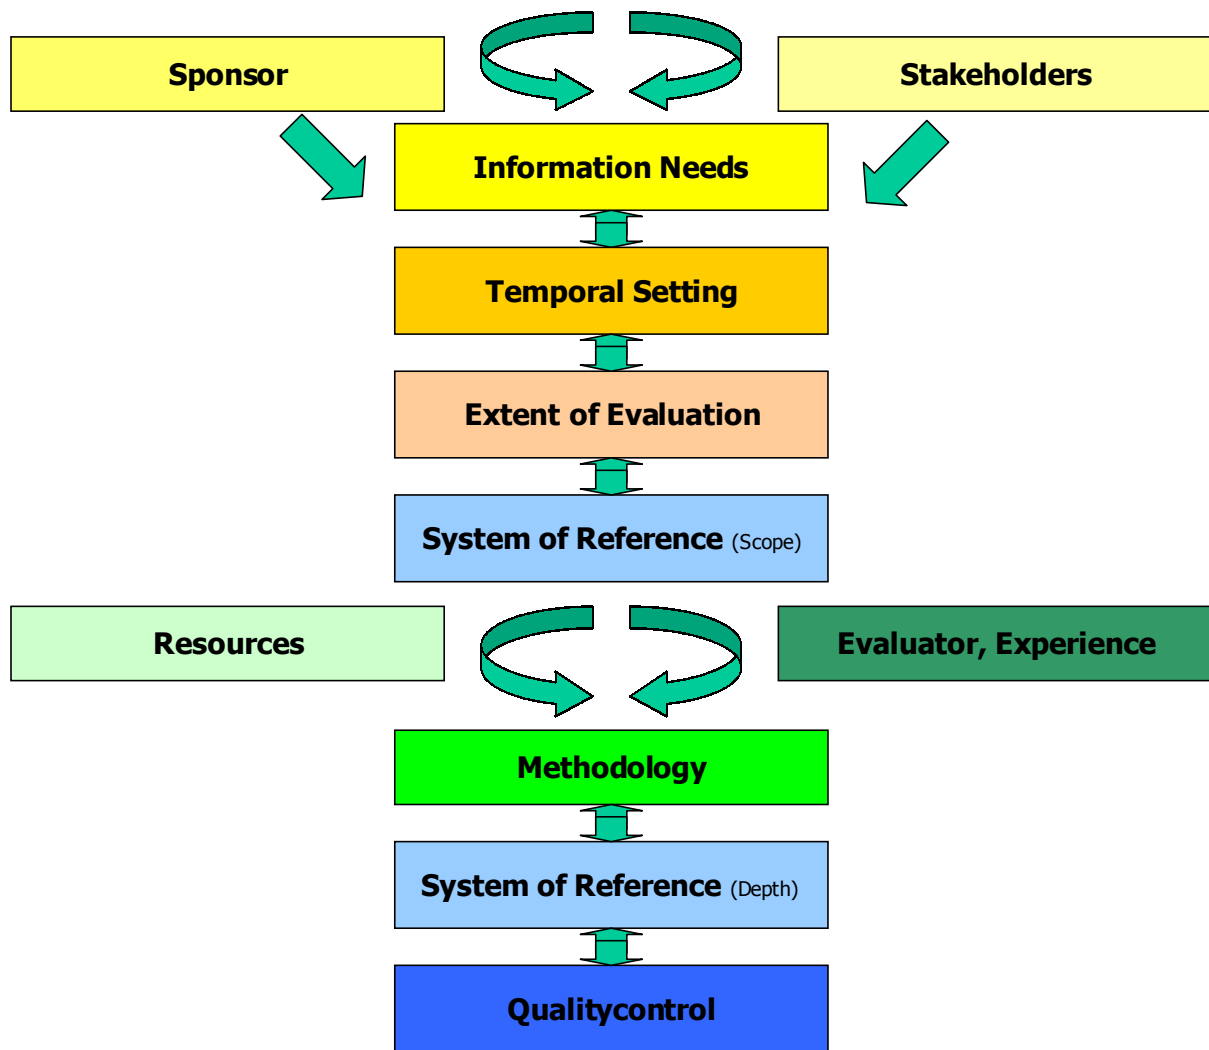 Sponsor
Stakeholders
Information Needs
Temporal Setting
Extent of Evaluation
System of Reference (Scope)
Resources
Evaluator, Experience
Methodology
System of Reference (Depth)
Qualitycontrol